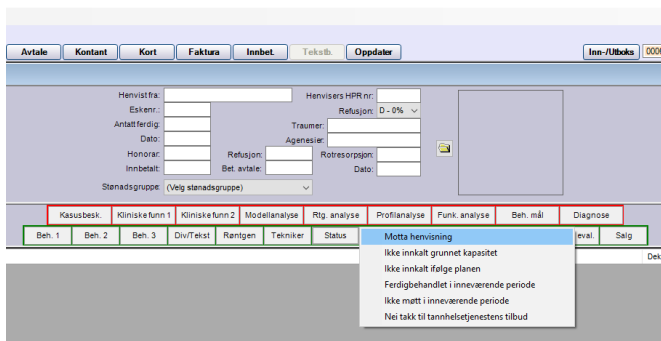 Avtale Kontant Kort Faktura Innbet. Tekstb. Oppdater Inn-/Utboks
Henvist fra: Henvisers HPR nr:
Eskenr.: Refusjon: D - 0%
Antatt ferdig: Traumer:
Dato: Agenesier:
Honorar: Refusjon: Rotresorpsjon:
Innbetalt: Bet. avtale: Dato:
Stønadsgruppe: (Velg stønadsgruppe)
Kasusbesk. Kliniske funn 1 Kliniske funn 2 Modellanalyse Rtg. analyse Profilanalyse Funk. analyse Beh. mål Diagnose
Beh. 1 Beh. 2 Beh. 3 Div/Tekst Røntgen Tekniker Status eval. Salg
Motta henvisning
Ikke innkalt grunnet kapasitet
Ikke innkalt ifølge planen
Ferdigbehandlet i inneværende periode
Ikke møtt i inneværende periode
Nei takk til tannhelsetjenestens tilbud